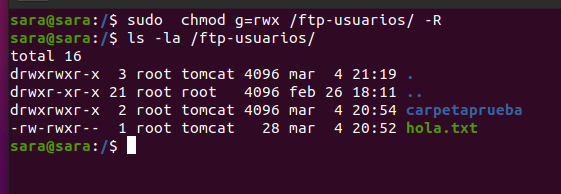 sara@sara:/$ sudo  chmod g=rwx /ftp-usuarios/ -R
sara@sara:/$ ls -la /ftp-usuarios/
total 16
drwxrwxr-x  3 root tomcat 4096 mar  4 21:19 .
drwxr-xr-x 21 root root   4096 feb 26 18:11 ..
drwxrwxr-x  2 root tomcat 4096 mar  4 20:54 carpetaprueba
-rw-rwxr--  1 root tomcat   28 mar  4 20:52 hola.txt
sara@sara:/$